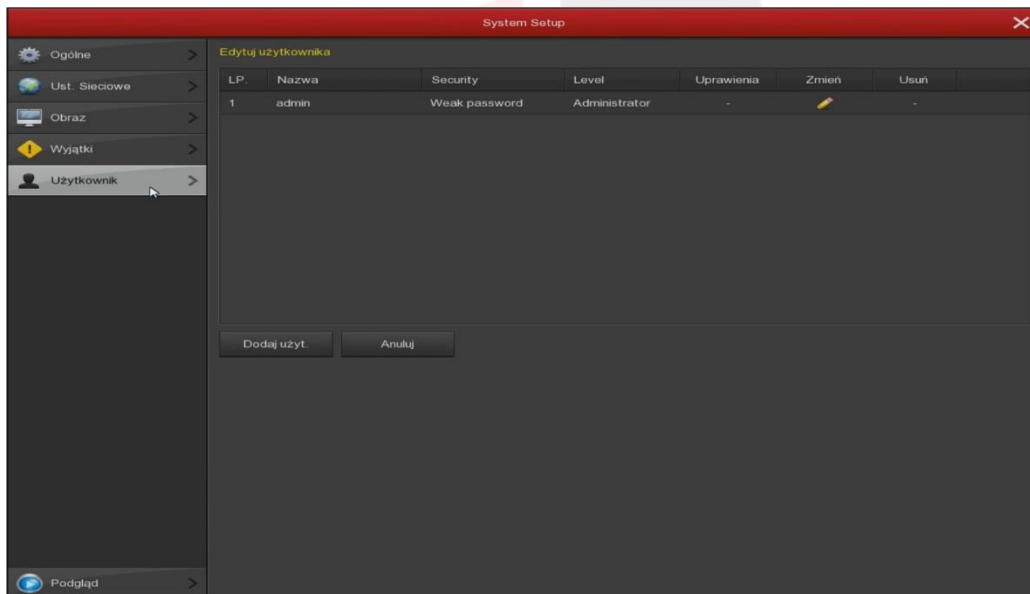 System Setup
Ogólne
Ust. Sieciowe
Obraz
Wyjątki
Użytkownik
Podgląd
Edytuj użytkownika
LP. Nazwa Security Level Uprawienia Zmień Usuń
1 admin Weak password Administrator - -
Dodaj użyt. Anuluj